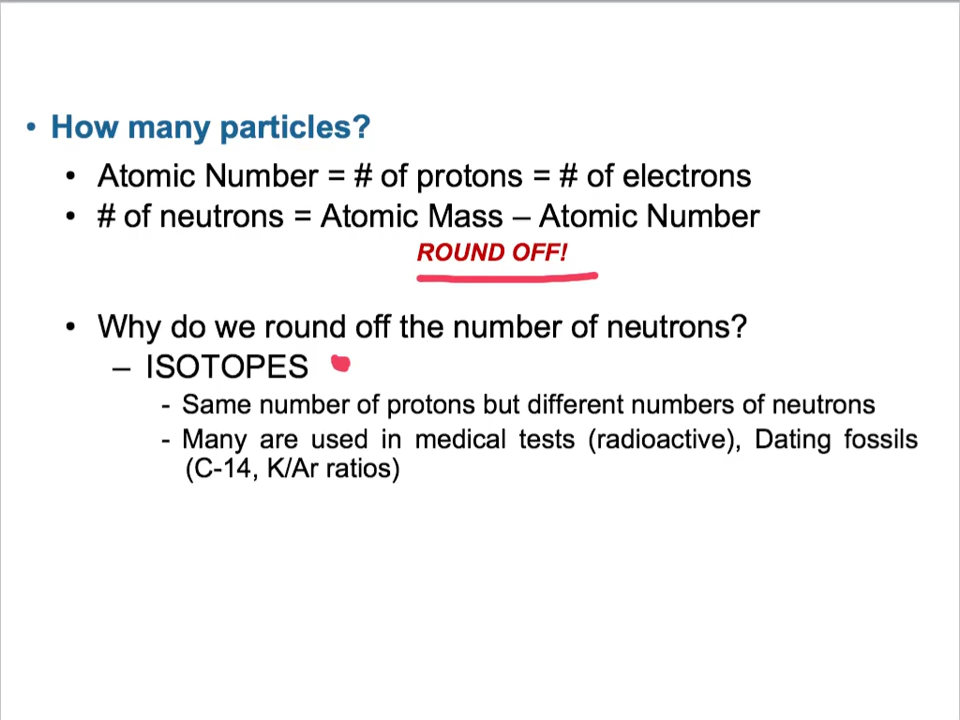 • How many particles?
• Atomic Number = # of protons = # of electrons
• # of neutrons = Atomic Mass – Atomic Number
ROUND OFF!
• Why do we round off the number of neutrons?
– ISOTOPES
- Same number of protons but different numbers of neutrons
- Many are used in medical tests (radioactive), Dating fossils
(C-14, K/Ar ratios)